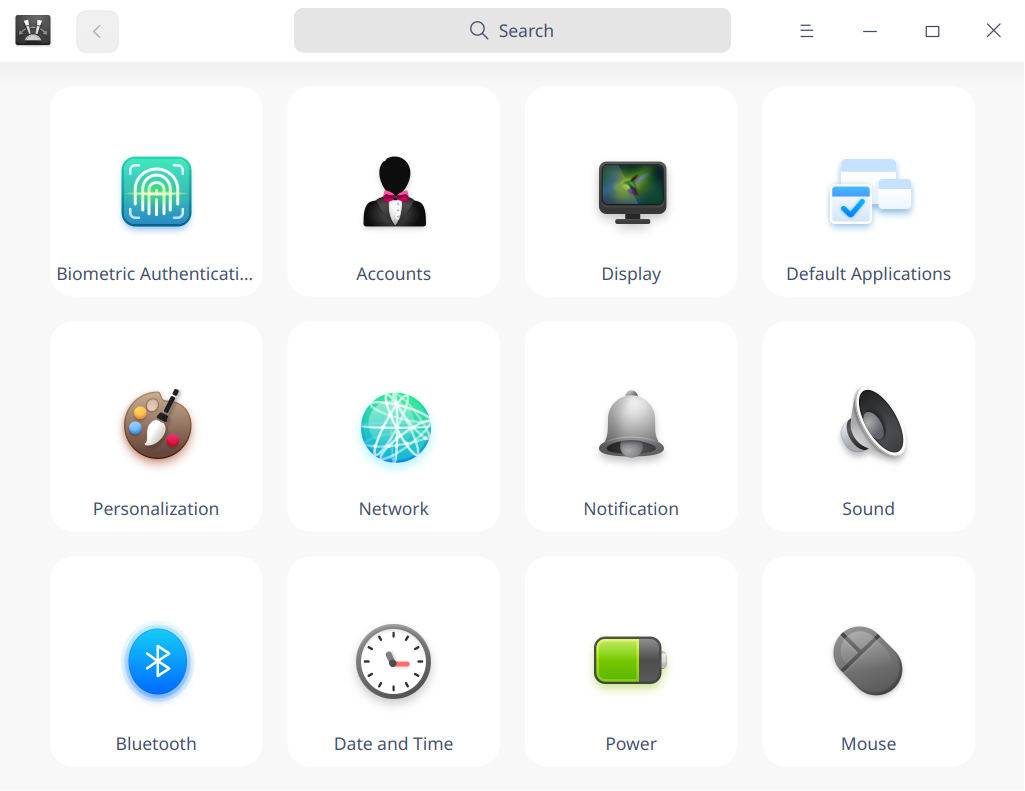 Search
Biometric Authenticati...
Accounts
Display
Default Applications
Personalization
Network
Notification
Sound
Bluetooth
Date and Time
Power
Mouse